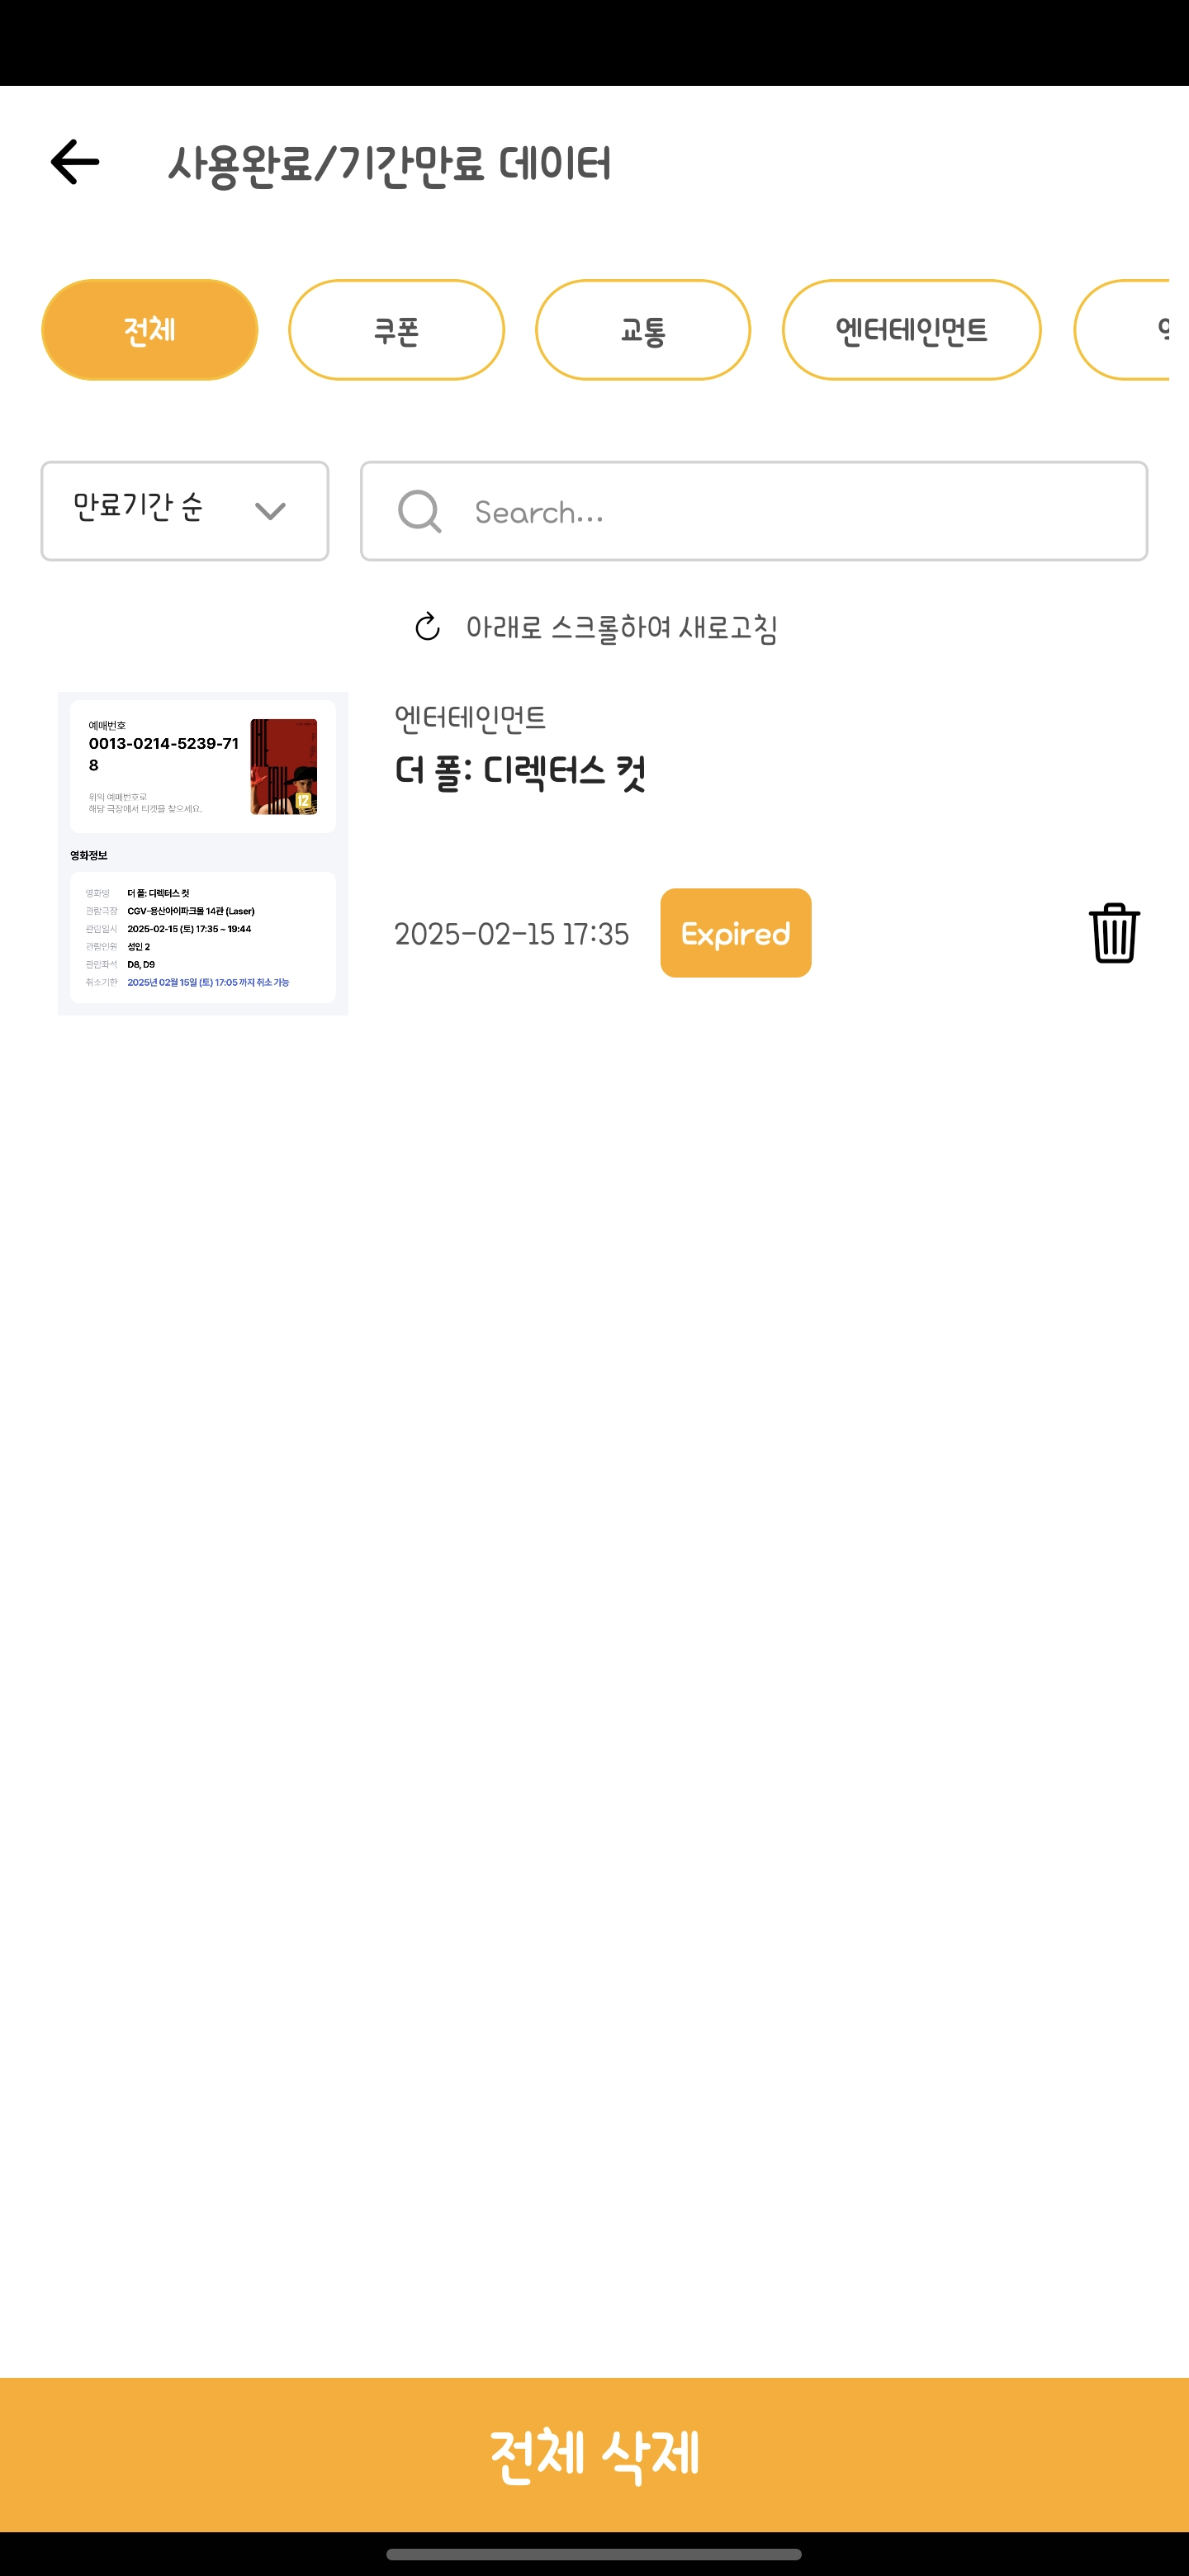 사용완료/기간만료 데이터
전체
쿠폰
교통
엔터테인먼트
만료기간 순
Search...
아래로 스크롤하여 새로고침
예매번호
0013-0214-5239-71
8
위의 예매번호로
해당 극장에서 티켓을 찾으세요.
12
영화정보
영화명 더 폴: 디렉터스 컷
관람극장 CGV-용산아이파크몰 14관 (Laser)
관람일시 2025-02-15 (토) 17:35 ~ 19:44
관람인원 성인 2
관람좌석 D8, D9
취소기한 2025년 02월 15일 (토) 17:05 까지 취소 가능
엔터테인먼트
더 폴: 디렉터스 컷
2025-02-15 17:35
Expired
전체 삭제